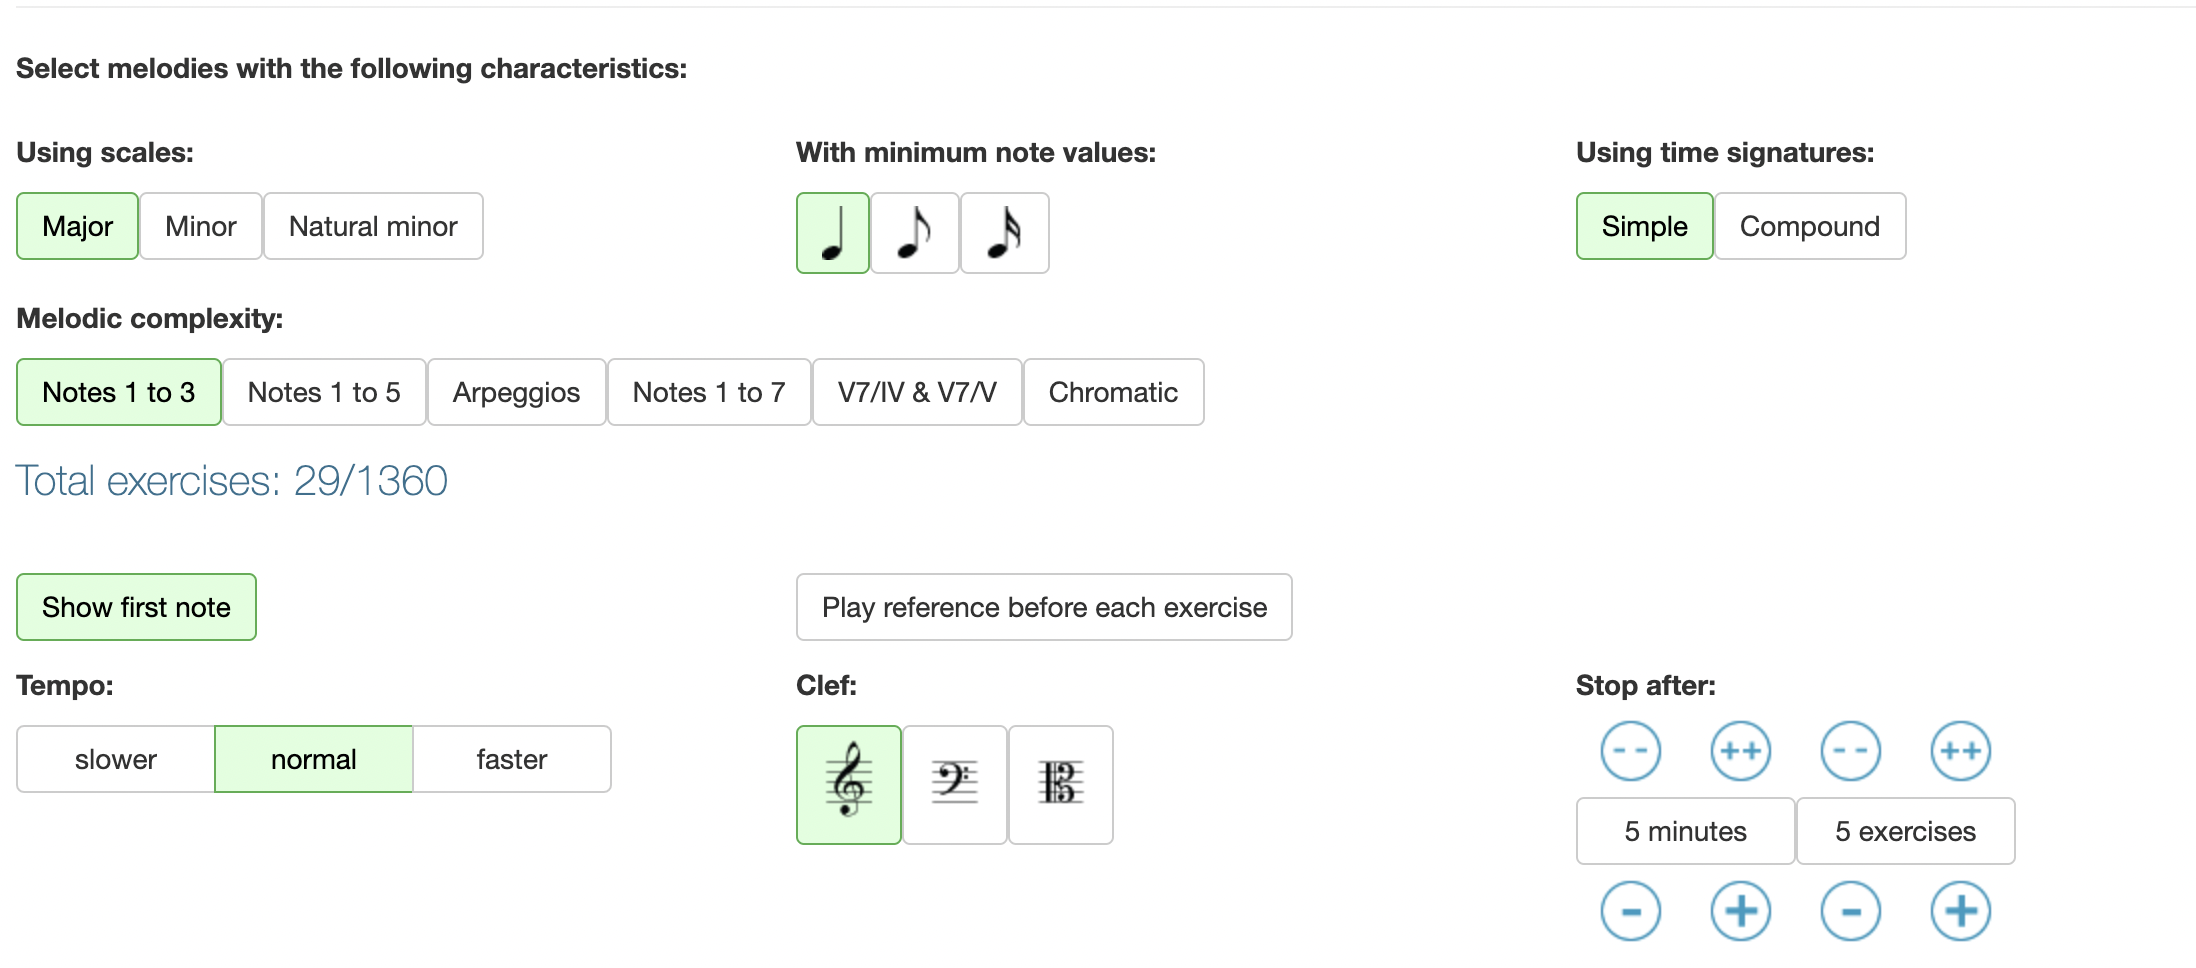 Select melodies with the following characteristics:
Using scales: With minimum note values: Using time signatures:
Major Minor Natural minor Simple Compound
Melodic complexity:
Notes 1 to 3 Notes 1 to 5 Arpeggios Notes 1 to 7 V7/IV & V7/V Chromatic
Total exercises: 29/1360
Show first note Play reference before each exercise
Tempo: Clef: Stop after:
-- ++ -- ++
slower normal faster
5 minutes 5 exercises
- + - +